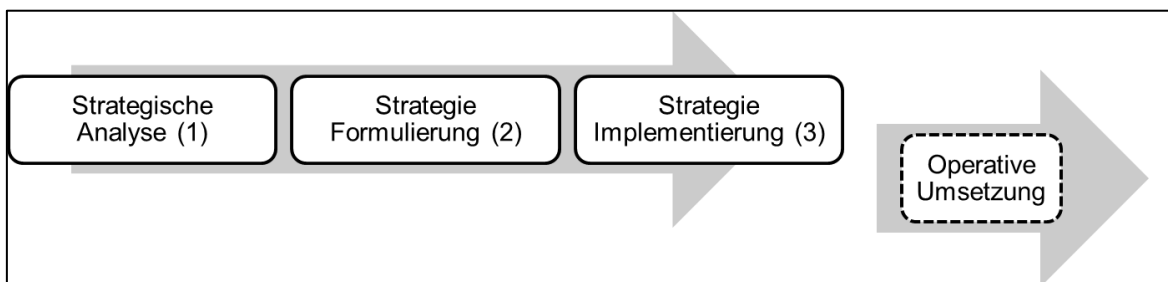 Strategische
Analyse (1)
Strategie
Formulierung (2)
Strategie
Implementierung (3)
Operative
Umsetzung